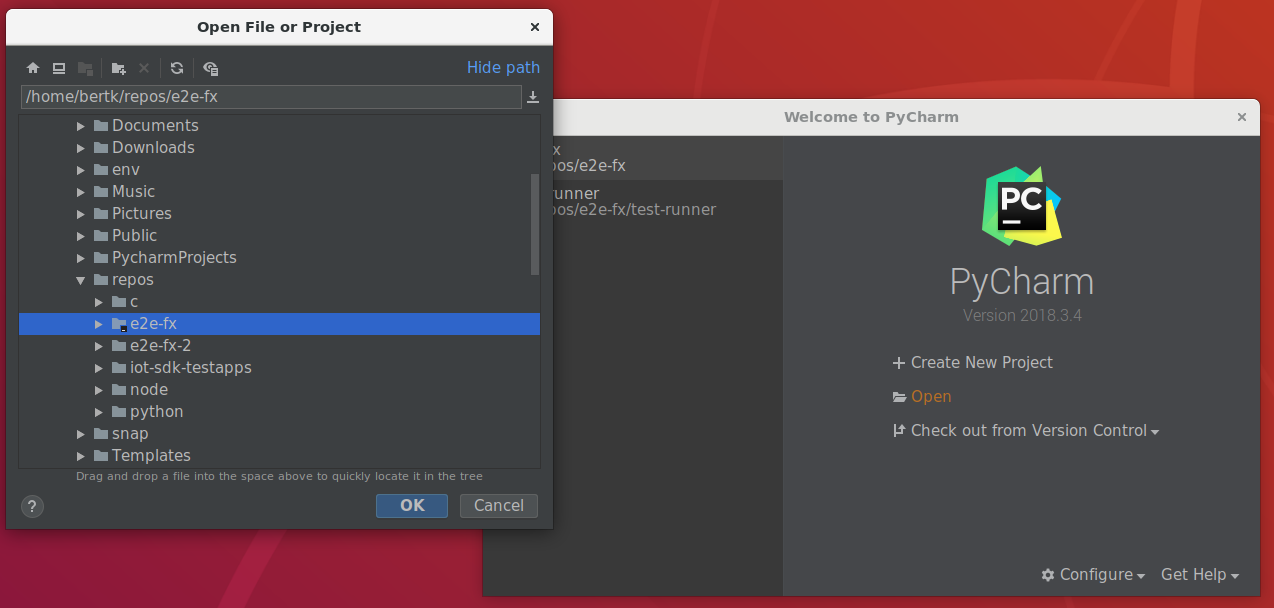 Open File or Project
Hide path
/home/bertk/repos/e2e-fx
Documents
Downloads
env
Music
Pictures
Public
PycharmProjects
repos
c
e2e-fx
e2e-fx-2
iot-sdk-testapps
node
python
snap
Templates
Drag and drop a file into the space above to quickly locate it in the tree
?
OK
Cancel
Welcome to PyCharm
x
pos/e2e-fx
runner
pos/e2e-fx/test-runner
PC
PyCharm
Version 2018.3.4
Create New Project
Open
Check out from Version Control
Configure
Get Help